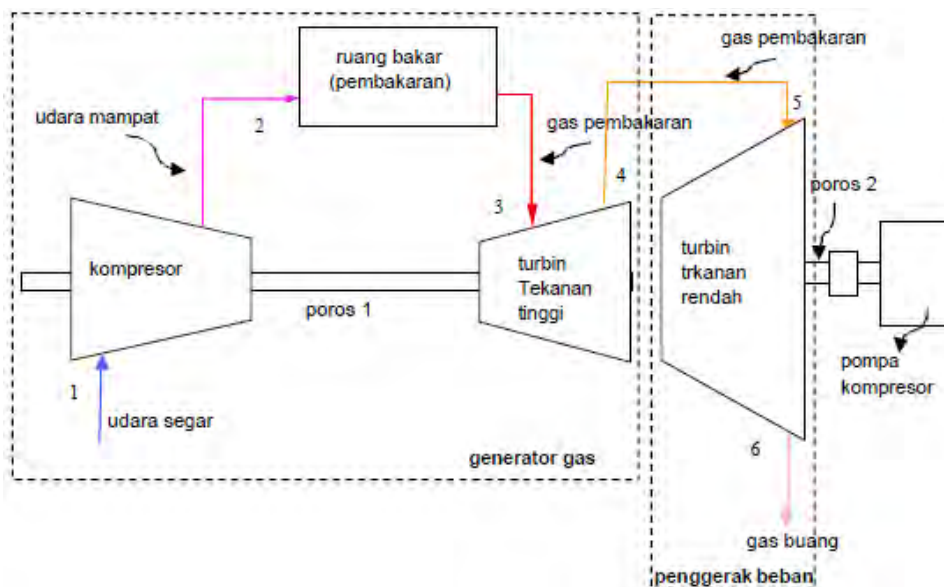 gas pembakaran
ruang bakar
(pembakaran)
udara mampat
2
gas pembakaran
5
4
3
poros 2
kompresor
turbin
Tekanan
tinggi
turbin
trkanan
rendah
poros 1
pompa
kompresor
1
udara segar
6
generator gas
gas buang
penggerak beban